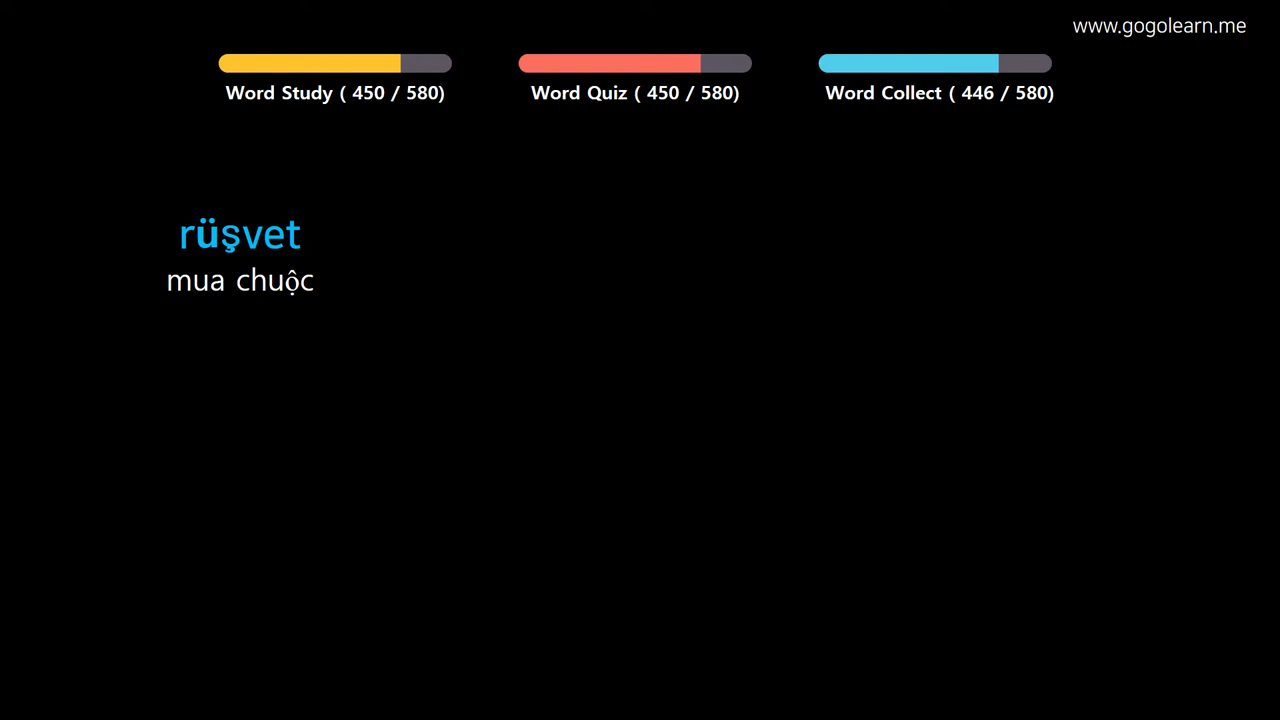 www.gogolearn.me
Word Study ( 450 / 580)
Word Quiz ( 450 / 580)
Word Collect ( 446 / 580)
rüşvet
mua chuộc